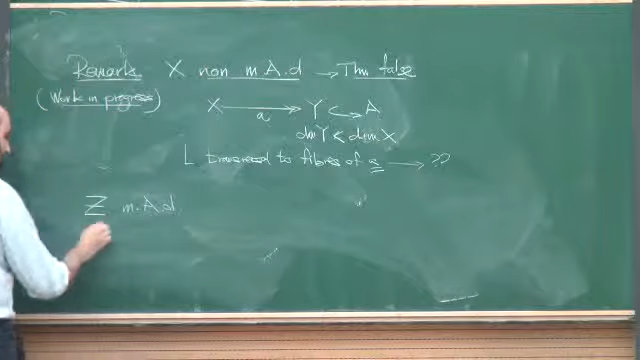 Remark X non m A.d → Thm false
(Work in progress)
X → Y ↪ A
a
dim Y < dim X
L transversal to fibres of a → ??
Z m.A.d